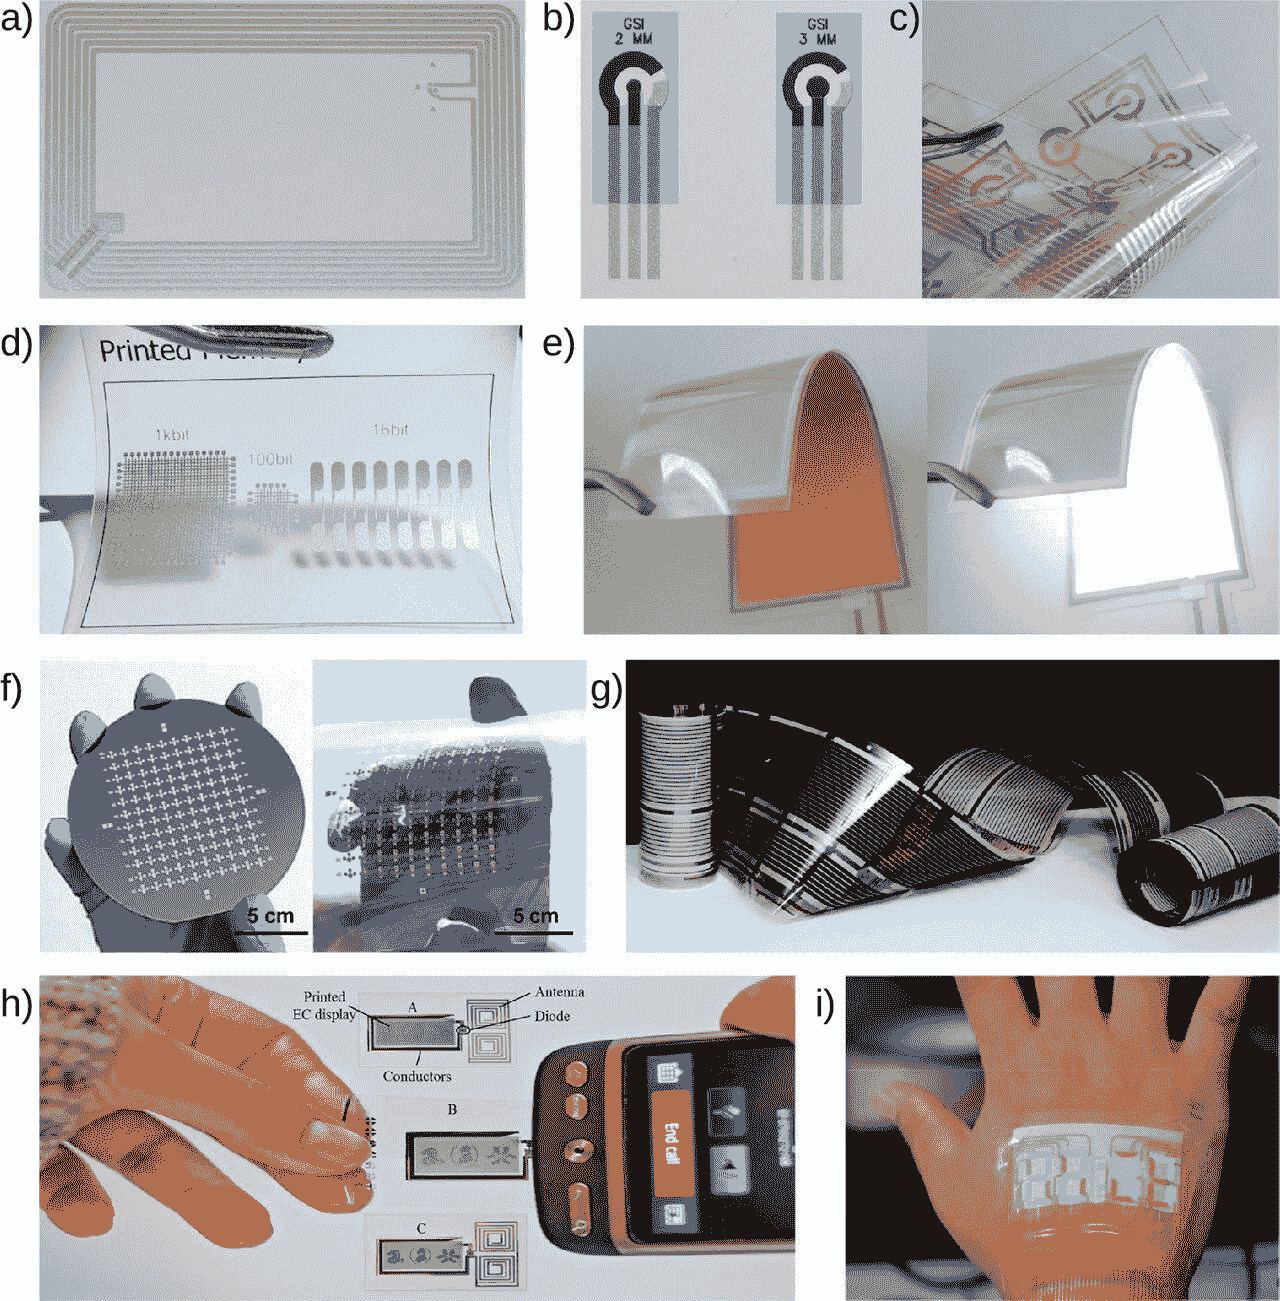 a)
b)
c)
GSI
2 MM
GSI
3 MM
d)
e)
Printed
1kbit
100bit
16bit
f)
g)
5 cm
5 cm
h)
i)
Printed
EC display
A
Antenna
Diode
Conductors
B
End call
C